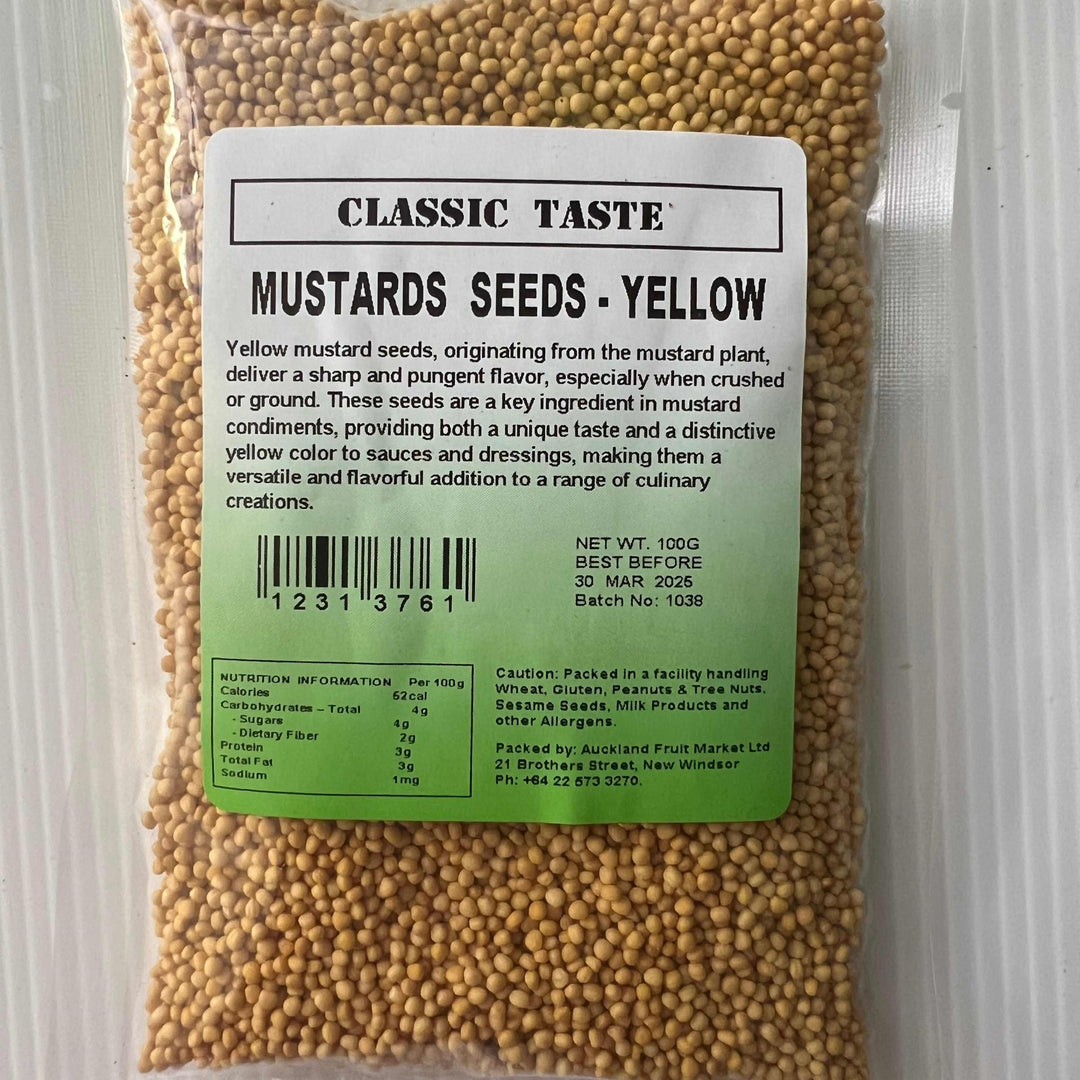 CLASSIC TASTE
MUSTARDS SEEDS - YELLOW
Yellow mustard seeds, originating from the mustard plant,
deliver a sharp and pungent flavor, especially when crushed
or ground. These seeds are a key ingredient in mustard
condiments, providing both a unique taste and a distinctive
yellow color to sauces and dressings, making them a
versatile and flavorful addition to a range of culinary
creations.
1231 3761
NET WT. 100G
BEST BEFORE
30 MAR 2025
Batch No: 1038
NUTRITION INFORMATION Per 100g
Calories 52cal
Carbohydrates – Total 4g
- Sugars 4g
- Dietary Fiber 2g
Protein 3g
Total Fat 3g
Sodium 1mg
Caution: Packed in a facility handling
Wheat, Gluten, Peanuts & Tree Nuts.
Sesame Seeds, Milk Products and
other Allergens.
Packed by: Auckland Fruit Market Ltd
21 Brothers Street, New Windsor
Ph: +64 22 573 3270.